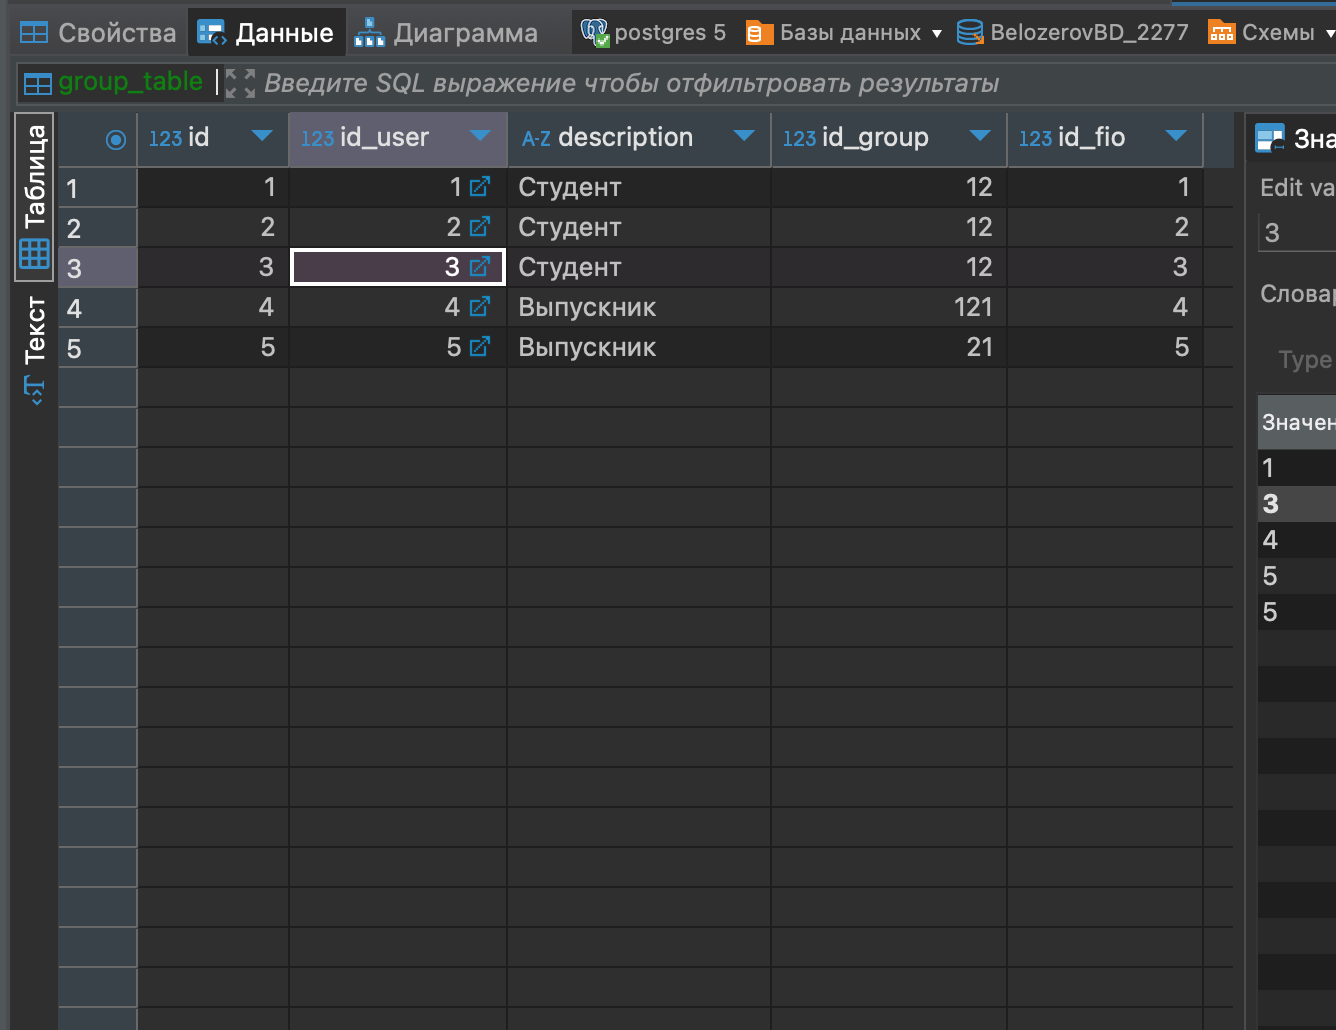 Свойства Данные Диаграмма postgres 5 Базы данных BelozerovBD_2277 Схемы
group_table Введите SQL выражение чтобы отфильтровать результаты
Таблица
Текст
123 id 123 id_user A-Z description 123 id_group 123 id_fio
1 1 1 Студент 12 1
2 2 2 Студент 12 2
3 3 3 Студент 12 3
4 4 4 Выпускник 121 4
5 5 5 Выпускник 21 5
Зна
Edit va
3
Словар
Type
Значен
1
3
4
5
5